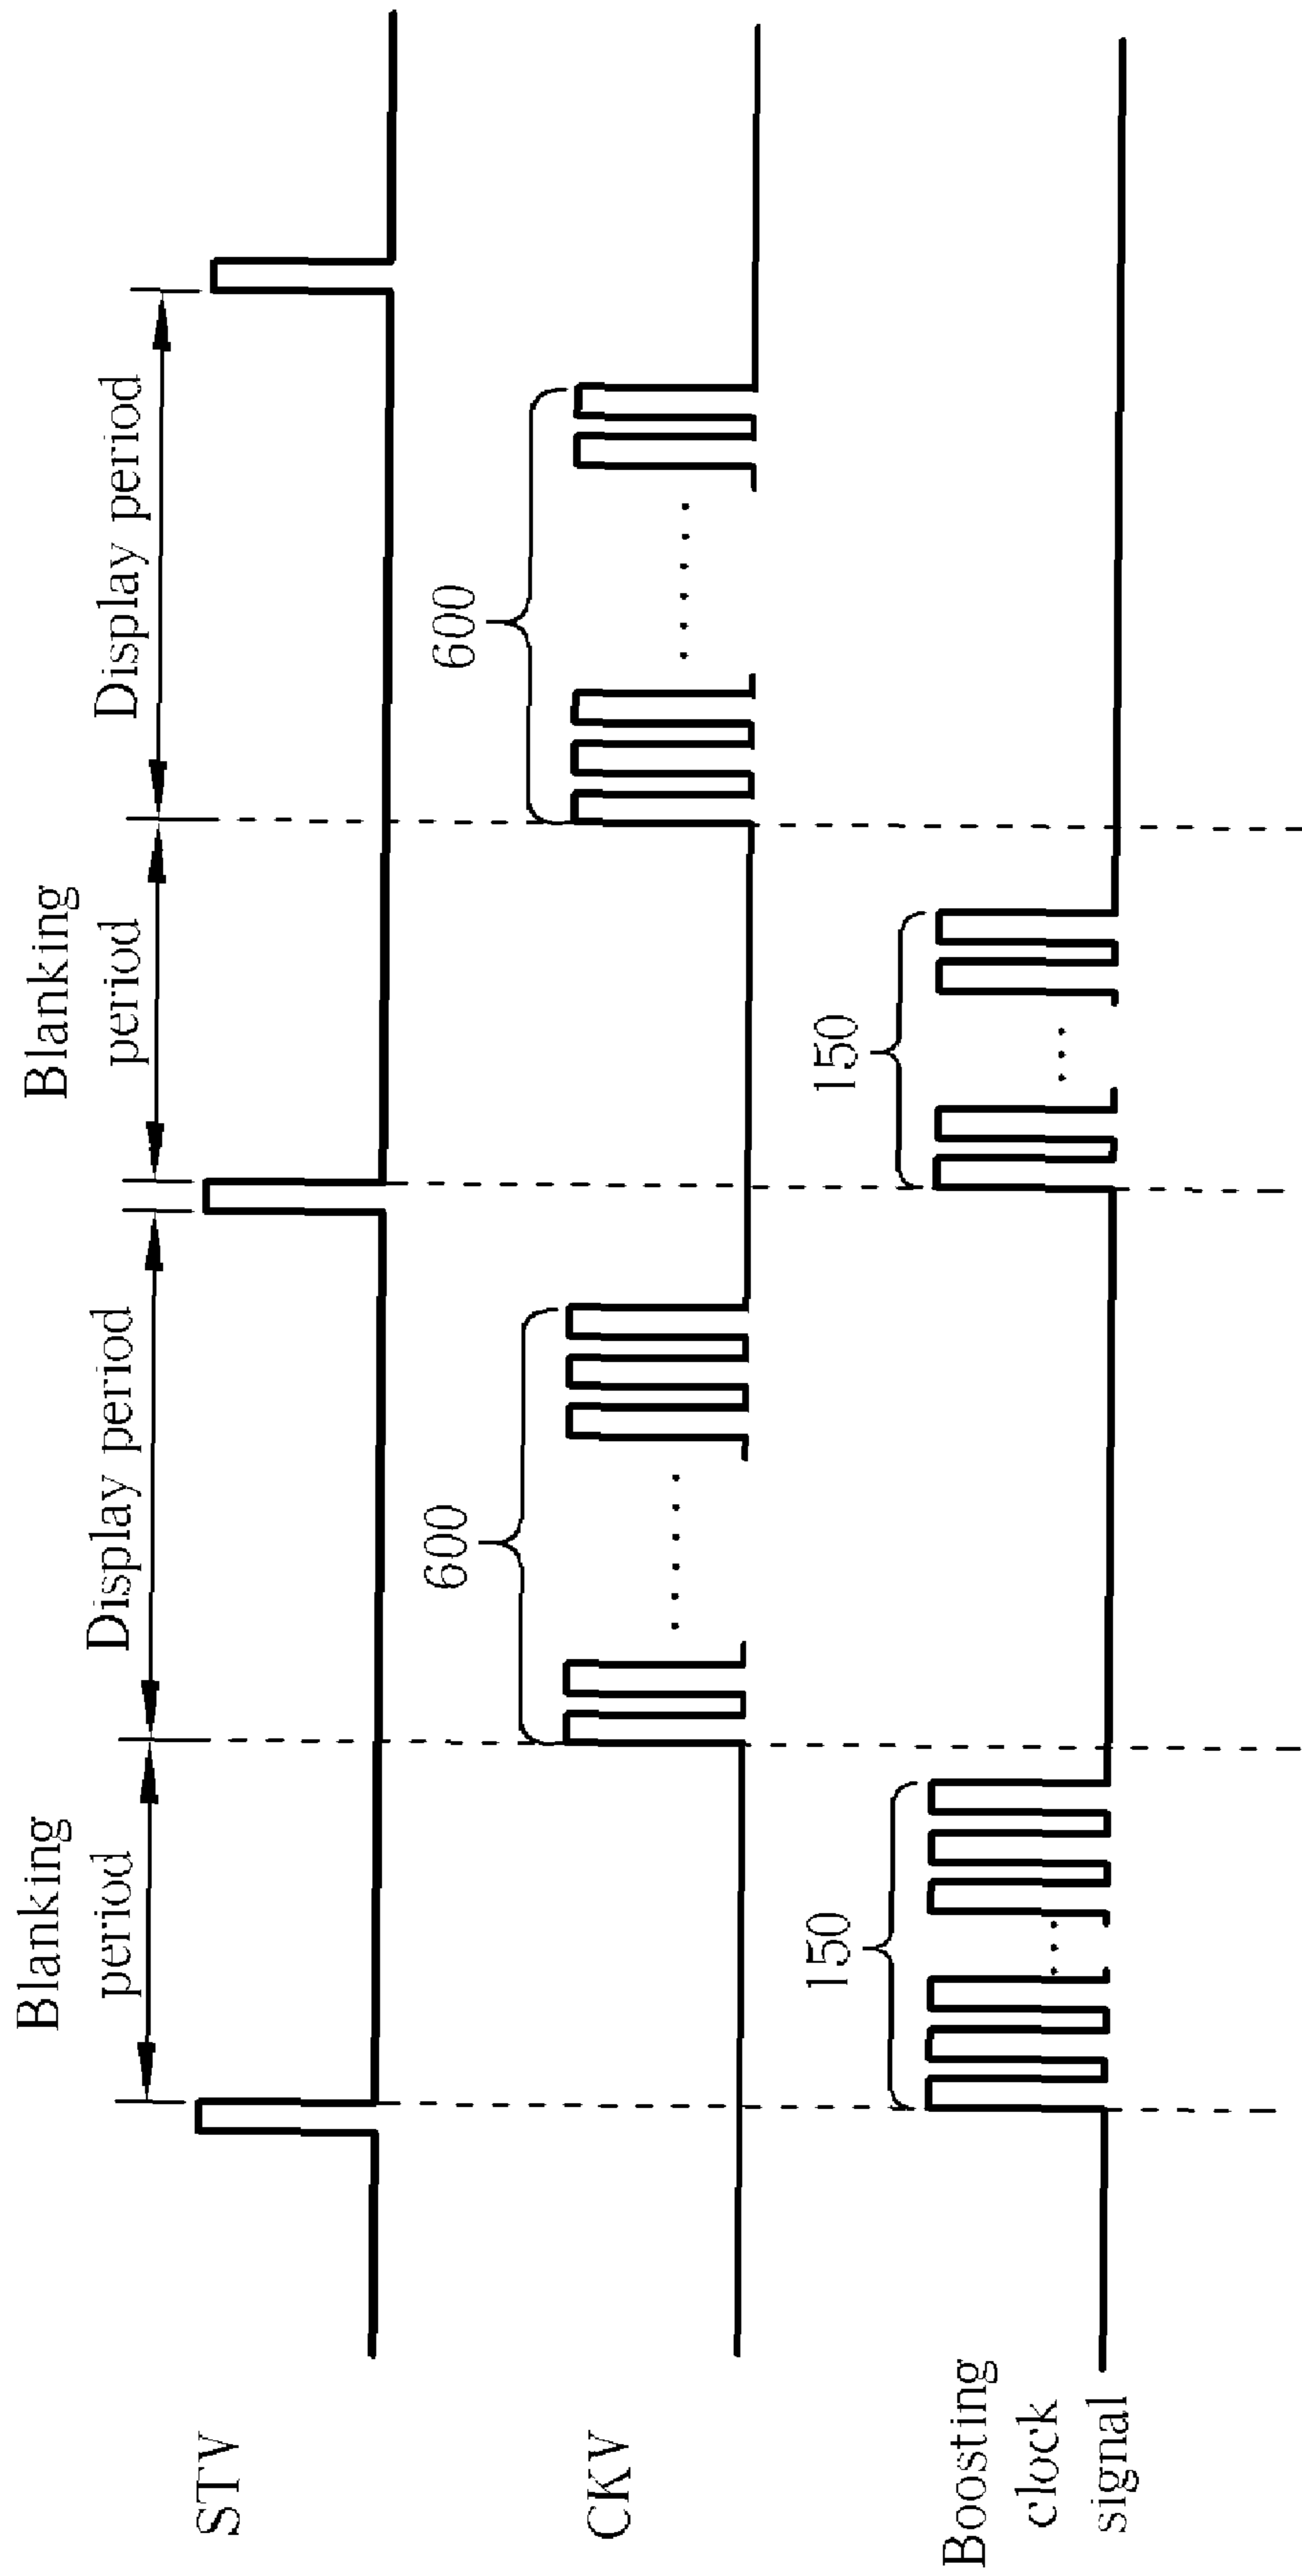 Blanking
period
Display period
Blanking
period
Display period
STV
600
600
CKV
150
150
Boosting
clock
signal